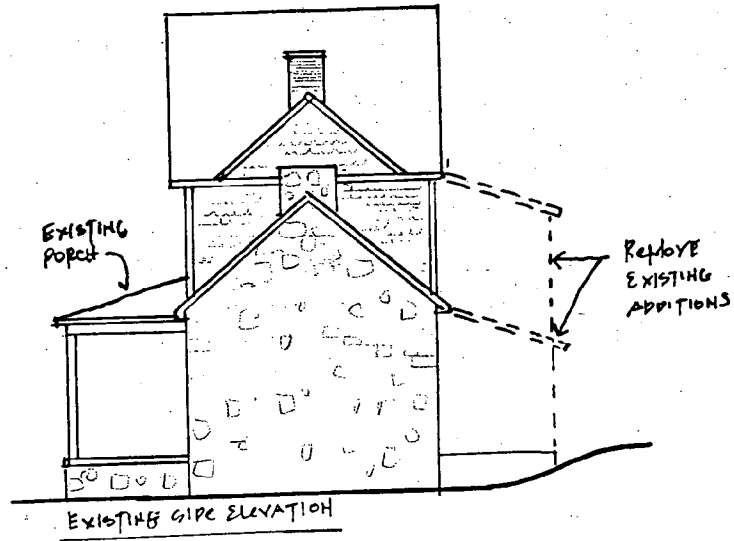 EXISTING
PORCH
REMOVE
EXISTING
ADDITIONS
EXISTING SIDE ELEVATION